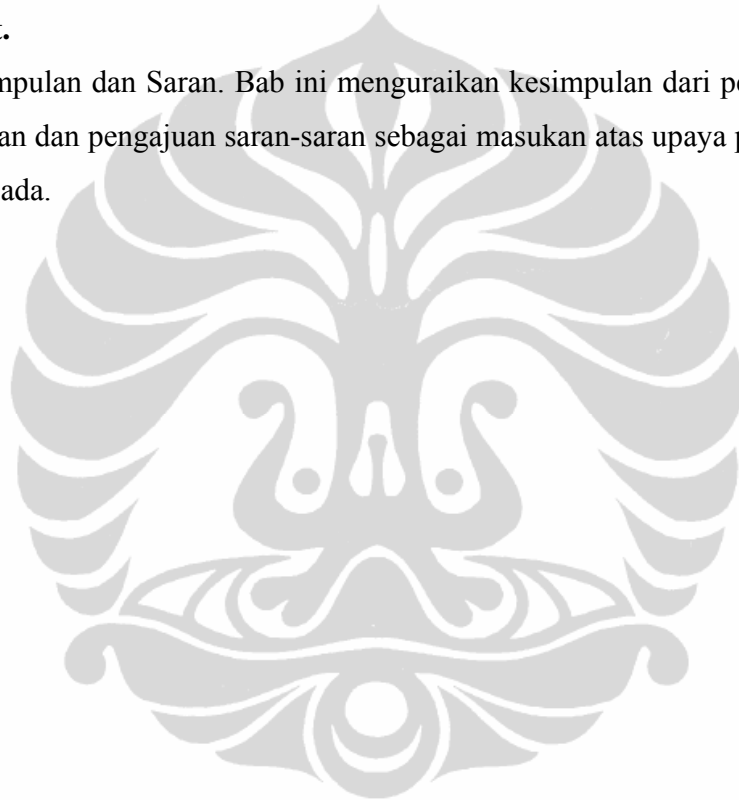 t.
mpulan dan Saran. Bab ini menguraikan kesimpulan dari pe
an dan pengajuan saran-saran sebagai masukan atas upaya p
ada.